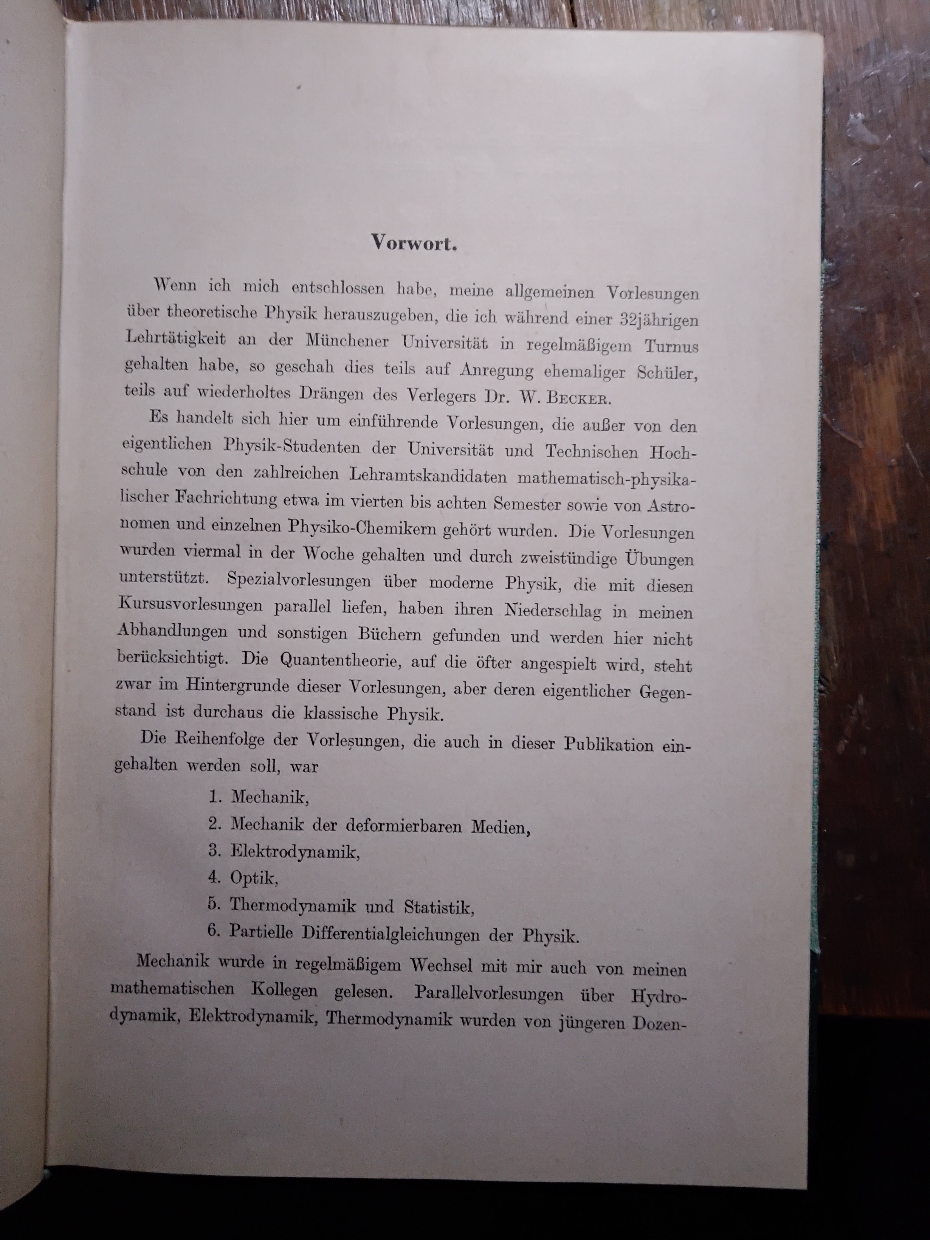 Vorwort.
Wenn ich mich entschlossen habe, meine allgemeinen Vorlesungen
über theoretische Physik herauszugeben, die ich während einer 32jährigen
Lehrtätigkeit an der Münchener Universität in regelmäßigem Turnus
gehalten habe, so geschah dies teils auf Anregung ehemaliger Schüler,
teils auf wiederholtes Drängen des Verlegers Dr. W. BECKER.
Es handelt sich hier um einführende Vorlesungen, die außer von den
eigentlichen Physik-Studenten der Universität und Technischen Hoch-
schule von den zahlreichen Lehramtskandidaten mathematisch-physika-
lischer Fachrichtung etwa im vierten bis achten Semester sowie von Astro-
nomen und einzelnen Physiko-Chemikern gehört wurden. Die Vorlesungen
wurden viermal in der Woche gehalten und durch zweistündige Übungen
unterstützt. Spezialvorlesungen über moderne Physik, die mit diesen
Kursusvorlesungen parallel liefen, haben ihren Niederschlag in meinen
Abhandlungen und sonstigen Büchern gefunden und werden hier nicht
berücksichtigt. Die Quantentheorie, auf die öfter angespielt wird, steht
zwar im Hintergrunde dieser Vorlesungen, aber deren eigentlicher Gegen-
stand ist durchaus die klassische Physik.
Die Reihenfolge der Vorlesungen, die auch in dieser Publikation ein-
gehalten werden soll, war
1. Mechanik,
2. Mechanik der deformierbaren Medien,
3. Elektrodynamik,
4. Optik,
5. Thermodynamik und Statistik,
6. Partielle Differentialgleichungen der Physik.
Mechanik wurde in regelmäßigem Wechsel mit mir auch von meinen
mathematischen Kollegen gelesen. Parallelvorlesungen über Hydro-
dynamik, Elektrodynamik, Thermodynamik wurden von jüngeren Dozen-